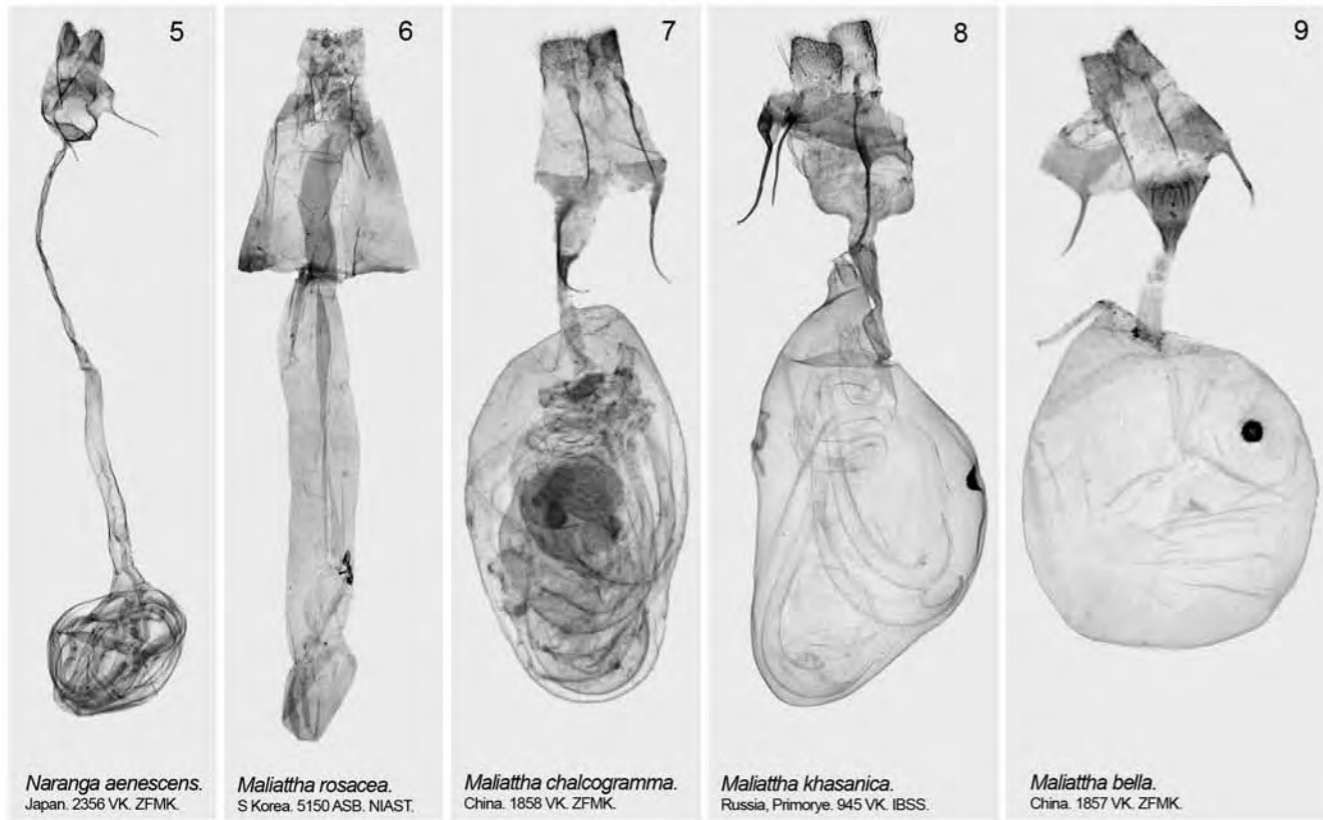 5
6
7
8
9
Naranga aenescens.
Japan. 2356 VK. ZFMK.
Maliattha rosacea.
S Korea. 5150 ASB. NIAST.
Maliattha chalcogramma.
China. 1858 VK. ZFMK.
Maliattha khasanica.
Russia, Primorye. 945 VK. IBSS.
Maliattha bella.
China. 1857 VK. ZFMK.